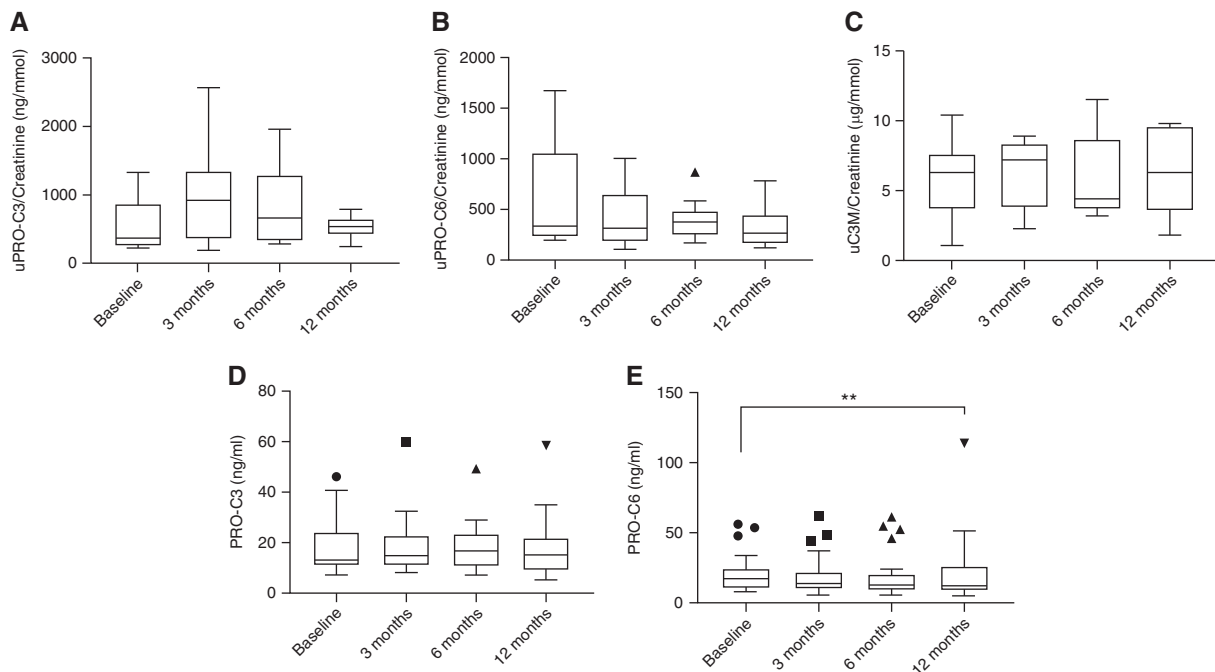 A
uPRO-C3/Creatinine (ng/mmol)
3000
2000
1000
0
Baseline
3 months
6 months
12 months
B
uPRO-C6/Creatinine (ng/mmol)
2000
1500
1000
500
0
Baseline
3 months
6 months
12 months
C
uC3M/Creatinine (μg/mmol)
15
10
5
0
Baseline
3 months
6 months
12 months
D
PRO-C3 (ng/ml)
80
60
40
20
0
Baseline
3 months
6 months
12 months
E
PRO-C6 (ng/ml)
150
100
50
0
**
Baseline
3 months
6 months
12 months